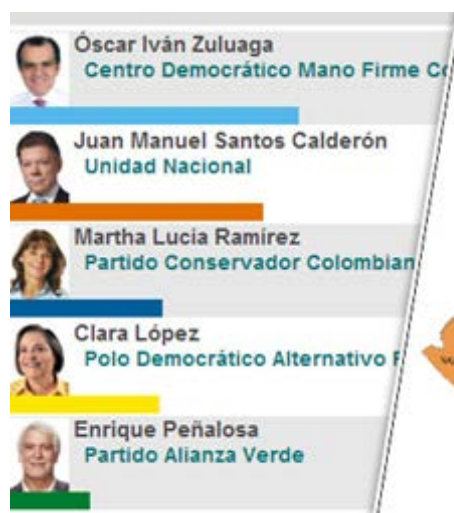 Óscar Iván Zuluaga
Centro Democrático Mano Firme
Juan Manuel Santos Calderón
Unidad Nacional
Martha Lucia Ramírez
Partido Conservador Colombian
Clara López
Polo Democrático Alternativo
Enrique Peñalosa
Partido Alianza Verde